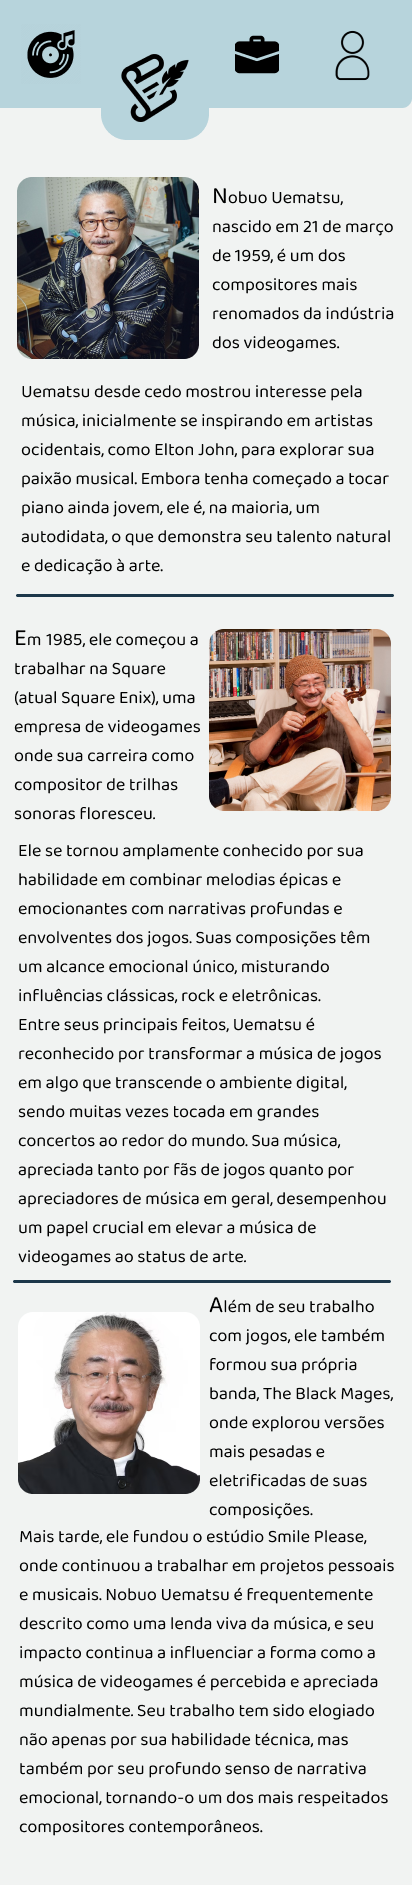 Nobuo Uematsu,
nascido em 21 de março
de 1959, é um dos
compositores mais
renomados da indústria
dos videogames.
Uematsu desde cedo mostrou interesse pela
música, inicialmente se inspirando em artistas
ocidentais, como Elton John, para explorar sua
paixão musical. Embora tenha começado a tocar
piano ainda jovem, ele é, na maioria, um
autodidata, o que demonstra seu talento natural
e dedicação à arte.
Em 1985, ele começou a
trabalhar na Square
(atual Square Enix), uma
empresa de videogames
onde sua carreira como
compositor de trilhas
sonoras floresceu.
Ele se tornou amplamente conhecido por sua
habilidade em combinar melodias épicas e
emocionantes com narrativas profundas e
envolventes dos jogos. Suas composições têm
um alcance emocional único, misturando
influências clássicas, rock e eletrônicas.
Entre seus principais feitos, Uematsu é
reconhecido por transformar a música de jogos
em algo que transcende o ambiente digital,
sendo muitas vezes tocada em grandes
concertos ao redor do mundo. Sua música,
apreciada tanto por fãs de jogos quanto por
apreciadores de música em geral, desempenhou
um papel crucial em elevar a música de
videogames ao status de arte.
Além de seu trabalho
com jogos, ele também
formou sua própria
banda, The Black Mages,
onde explorou versões
mais pesadas e
eletrificadas de suas
composições.
Mais tarde, ele fundou o estúdio Smile Please,
onde continuou a trabalhar em projetos pessoais
e musicais. Nobuo Uematsu é frequentemente
descrito como uma lenda viva da música, e seu
impacto continua a influenciar a forma como a
música de videogames é percebida e apreciada
mundialmente. Seu trabalho tem sido elogiado
não apenas por sua habilidade técnica, mas
também por seu profundo senso de narrativa
emocional, tornando-o um dos mais respeitados
compositores contemporâneos.